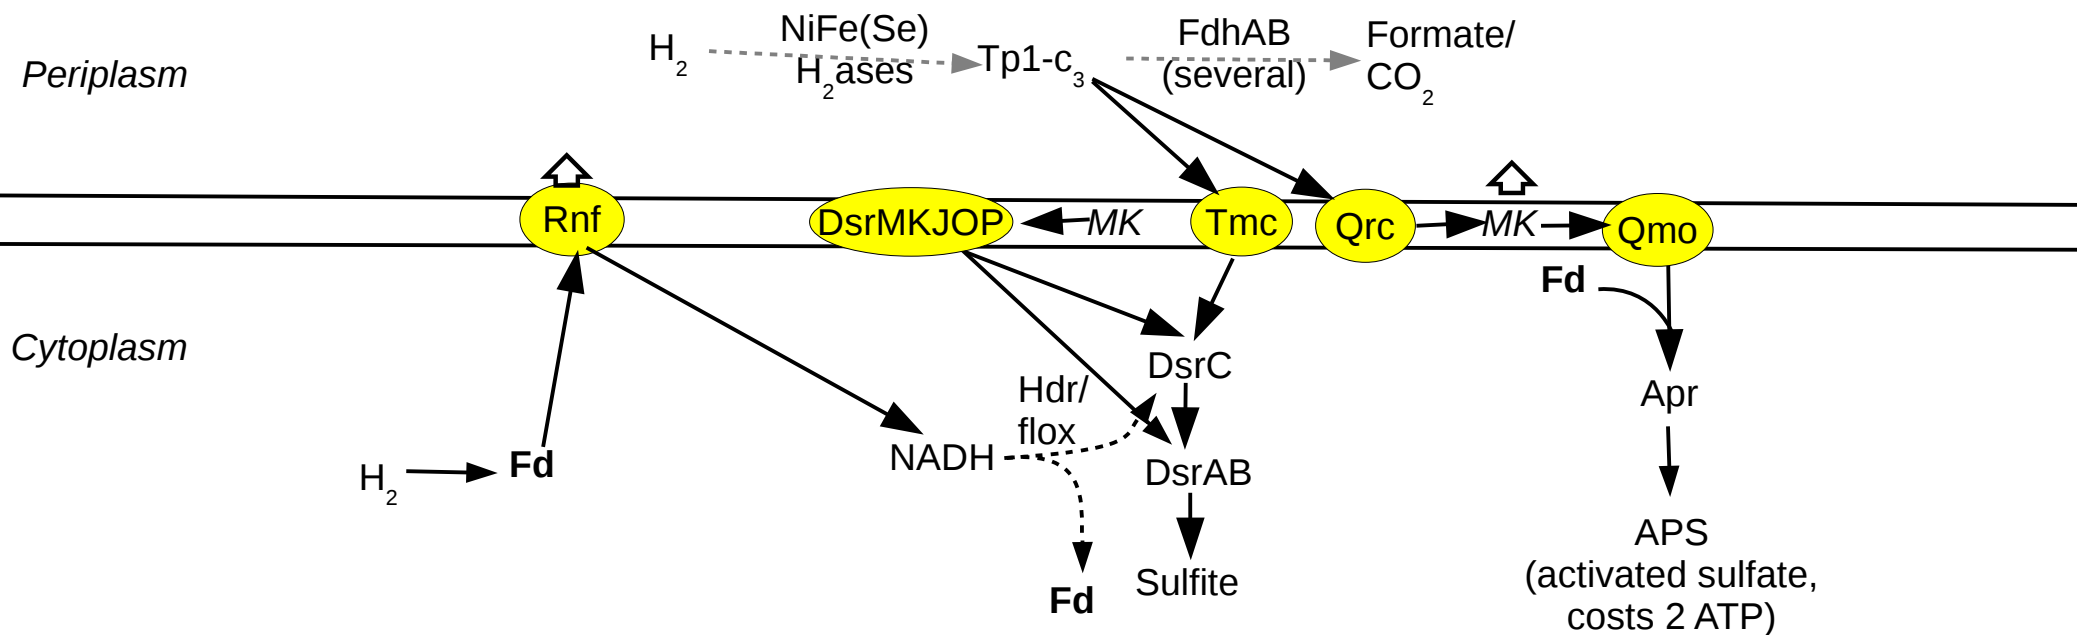 Periplasm
H2
NiFe(Se)
H2ases
Tp1-c3
FdhAB
(several)
Formate/
CO2
Rnf
DsrMKJOP
MK
Tmc
Qrc
MK
Qmo
Fd
Cytoplasm
DsrC
Hdr/
flox
Apr
NADH
H2
Fd
DsrAB
APS
(activated sulfate,
costs 2 ATP)
Sulfite
Fd